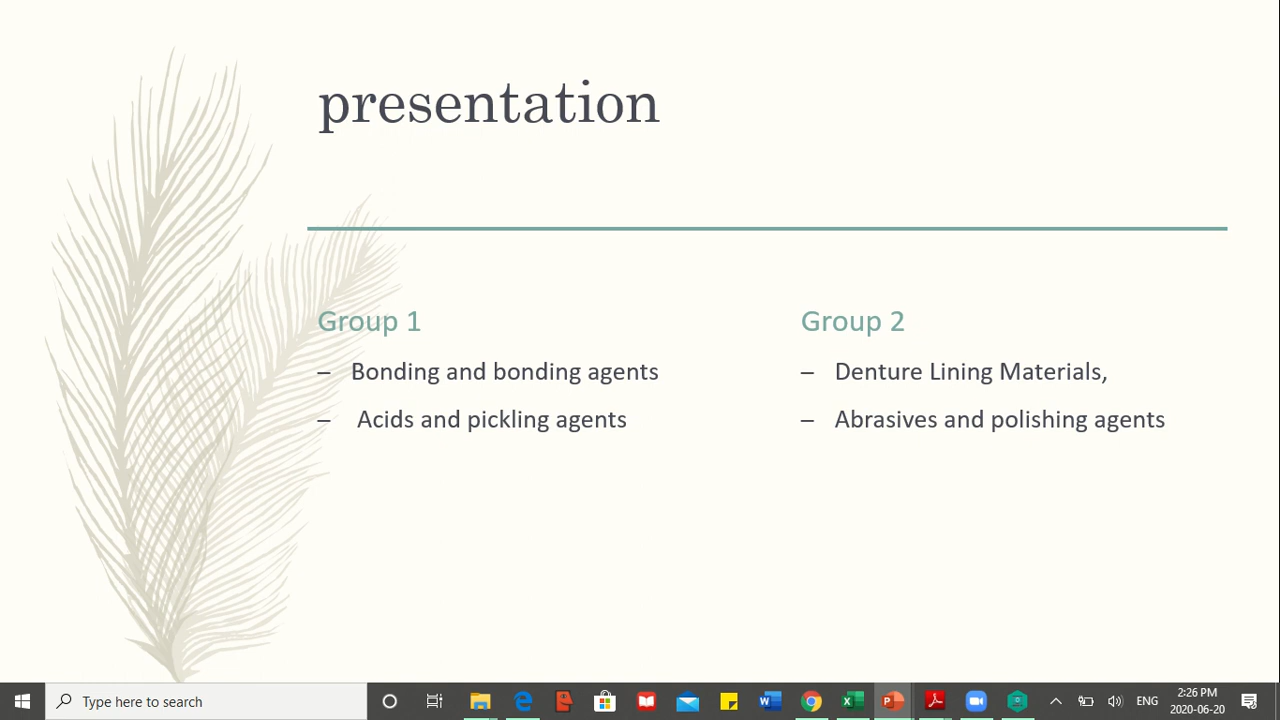 presentation
Group 1
– Bonding and bonding agents
– Acids and pickling agents
Group 2
– Denture Lining Materials,
– Abrasives and polishing agents
Type here to search
ENG
2:26 PM
2020-06-20